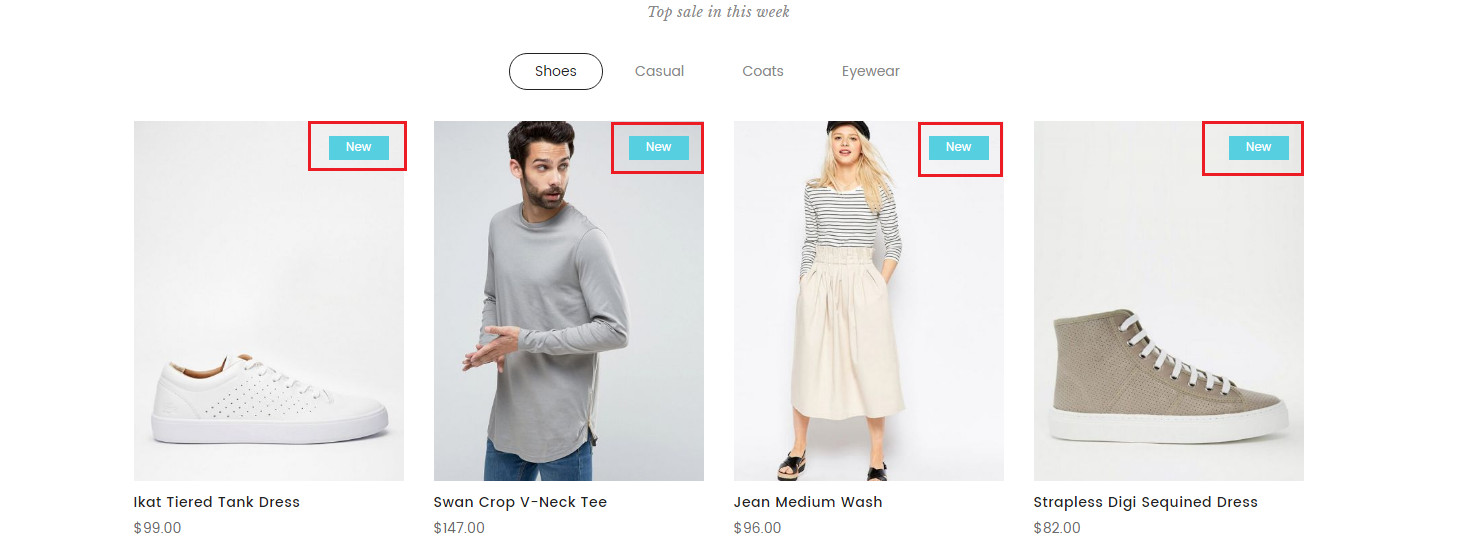 Top sale in this week
Shoes Casual Coats Eyewear
New New New New
Ikat Tiered Tank Dress Swan Crop V-Neck Tee Jean Medium Wash Strapless Digi Sequined Dress
$99.00 $147.00 $96.00 $82.00